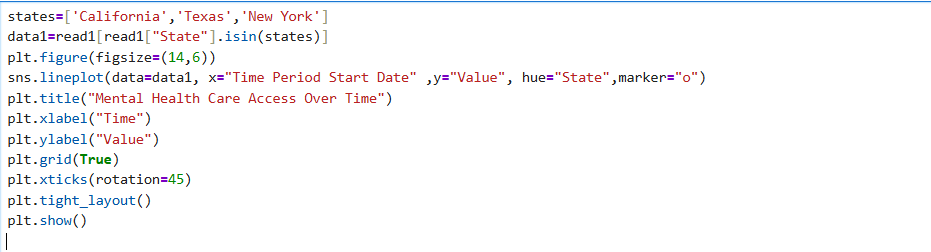 states=['California','Texas','New York']
data1=read1[read1["State"].isin(states)]
plt.figure(figsize=(14,6))
sns.lineplot(data=data1, x="Time Period Start Date" ,y="Value", hue="State",marker="o")
plt.title("Mental Health Care Access Over Time")
plt.xlabel("Time")
plt.ylabel("Value")
plt.grid(True)
plt.xticks(rotation=45)
plt.tight_layout()
plt.show()